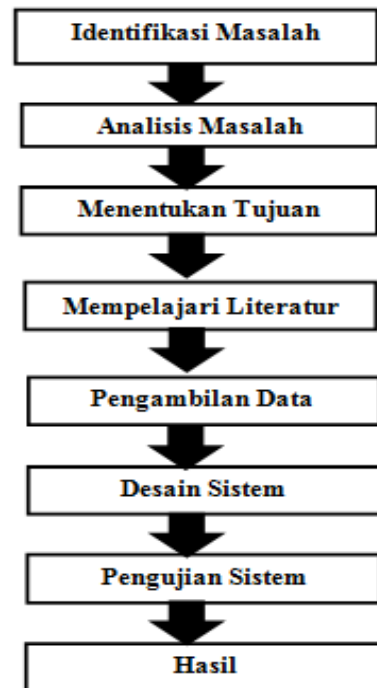 Identifikasi Masalah
Analisis Masalah
Menentukan Tujuan
Mempelajari Literatur
Pengambilan Data
Desain Sistem
Pengujian Sistem
Hasil